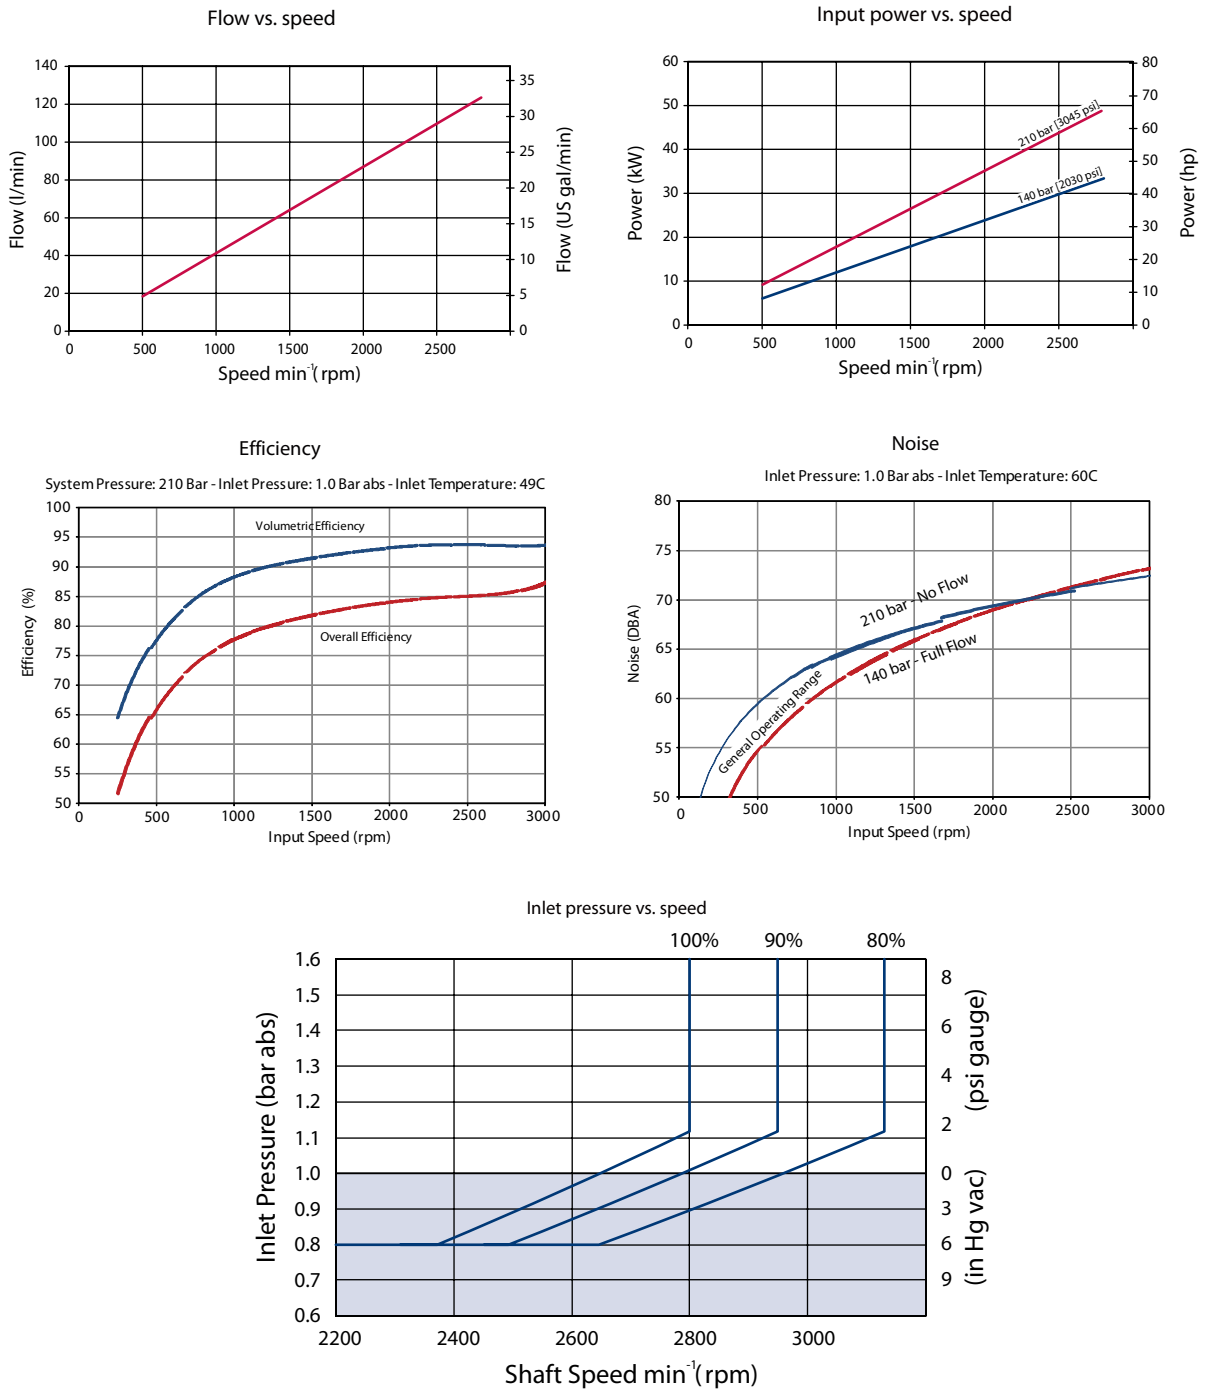 Flow vs. speed
140
120
100
80
60
40
20
0
Flow (l/min)
35
30
25
20
15
10
5
0
Flow (US gal/min)
0 500 1000 1500 2000 2500
Speed min⁻¹(rpm)
Input power vs. speed
60
50
40
30
20
10
0
Power (kW)
210 bar [3045 psi]
140 bar [2030 psi]
80
70
60
50
40
30
20
10
0
Power (hp)
0 500 1000 1500 2000 2500
Speed min⁻¹(rpm)
Efficiency
System Pressure: 210 Bar - Inlet Pressure: 1.0 Bar abs - Inlet Temperature: 49C
100
95
90
85
80
75
70
65
60
55
50
Efficiency (%)
Volumetric Efficiency
Overall Efficiency
0 500 1000 1500 2000 2500 3000
Input Speed (rpm)
Noise
Inlet Pressure: 1.0 Bar abs - Inlet Temperature: 60C
80
75
70
65
60
55
50
Noise (DBA)
210 bar - No Flow
140 bar - Full Flow
General Operating Range
0 500 1000 1500 2000 2500 3000
Input Speed (rpm)
Inlet pressure vs. speed
100% 90% 80%
1.6
1.5
1.4
1.3
1.2
1.1
1.0
0.9
0.8
0.7
0.6
Inlet Pressure (bar abs)
8
6
4
2
0
3
6
9
(psi gauge)
(in Hg vac)
2200 2400 2600 2800 3000
Shaft Speed min⁻¹(rpm)